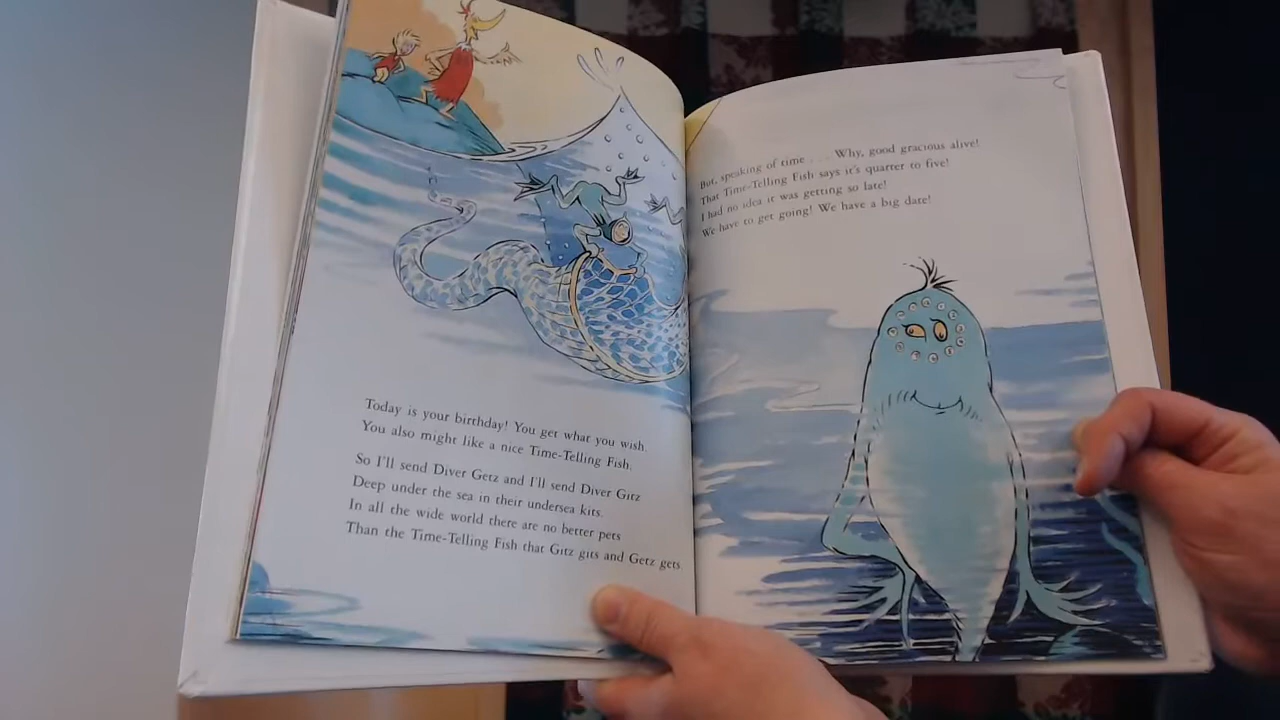 Today is your birthday! You get what you wish.
You also might like a nice Time-Telling Fish.
So I'll send Diver Getz and I'll send Diver Gitz
Deep under the sea in their undersea kits.
In all the wide world there are no better pets
Than the Time-Telling Fish that Gitz gits and Getz gets.
But, speaking of time . . . Why, good gracious alive!
That Time-Telling Fish says it's quarter to five!
I had no idea it was getting so late!
We have to get going! We have a big date!